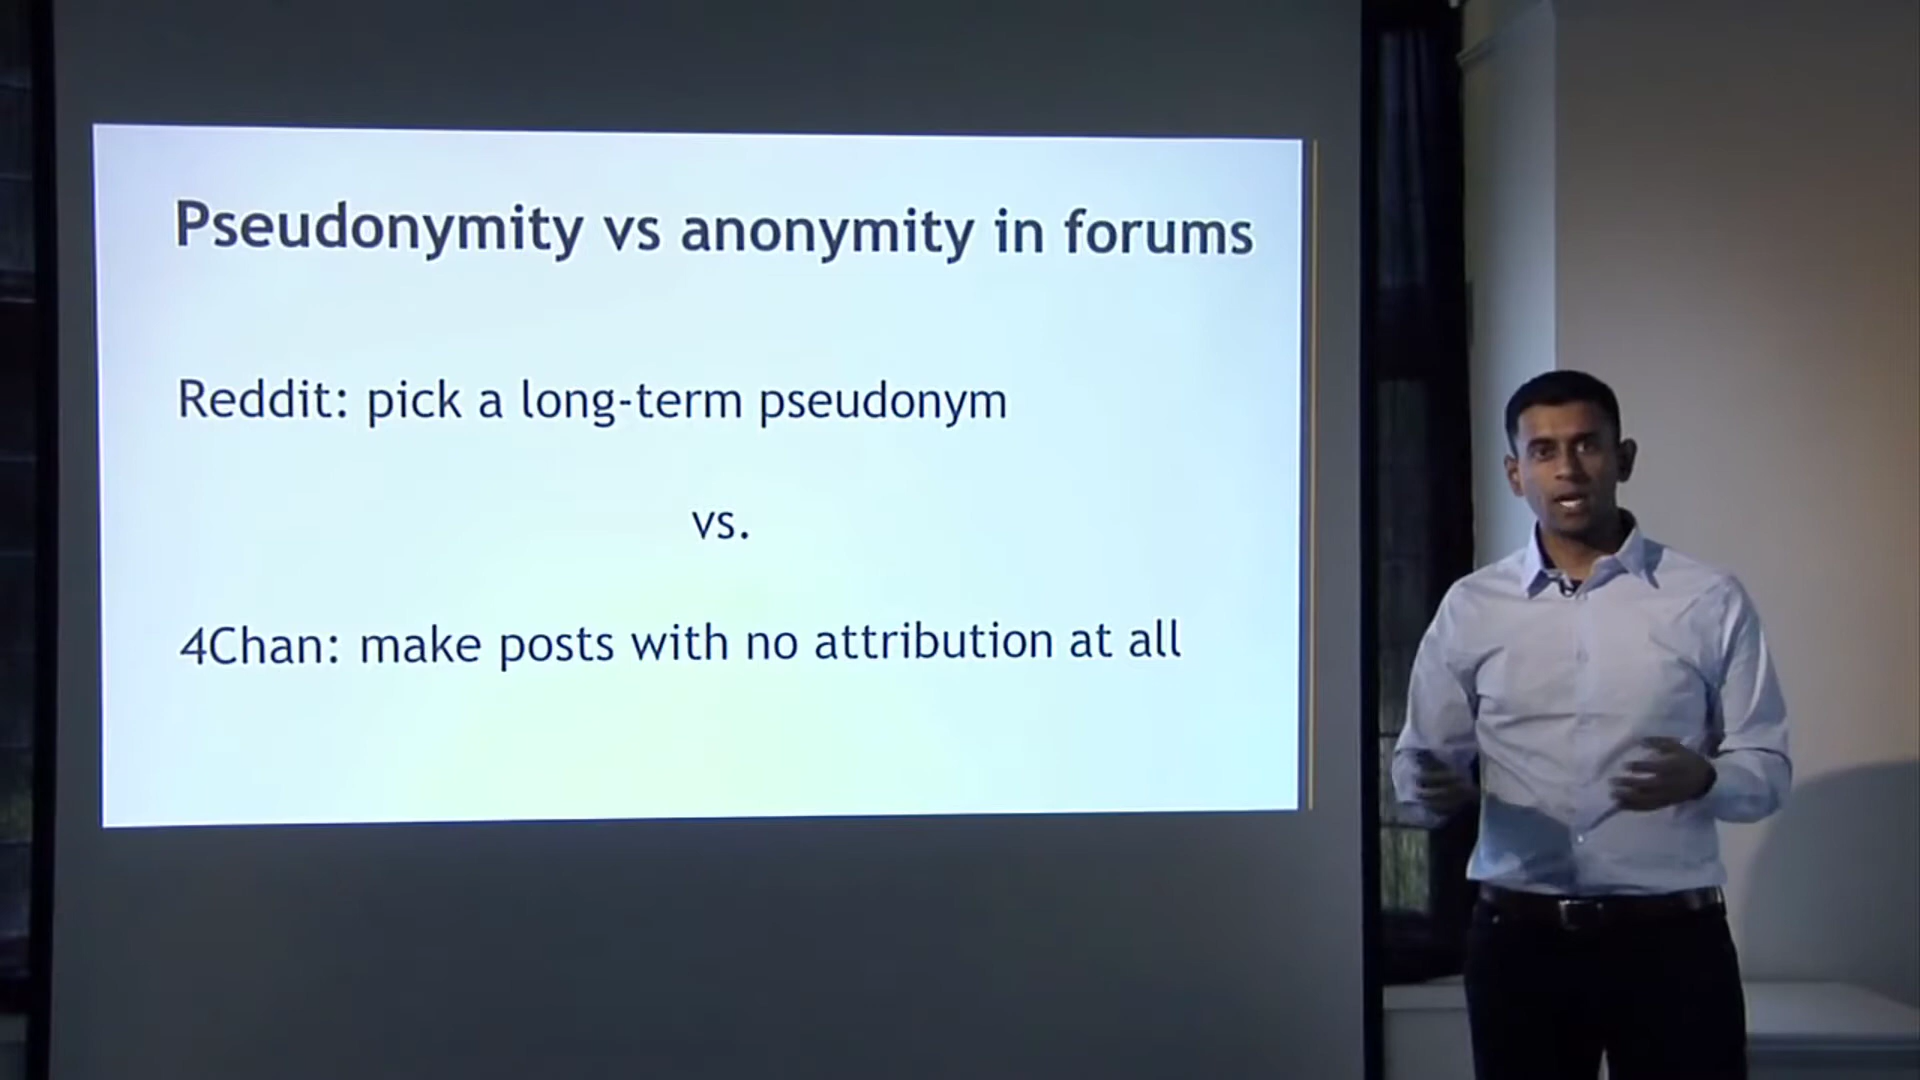 Pseudonymity vs anonymity in forums
Reddit: pick a long-term pseudonym
vs.
4Chan: make posts with no attribution at all